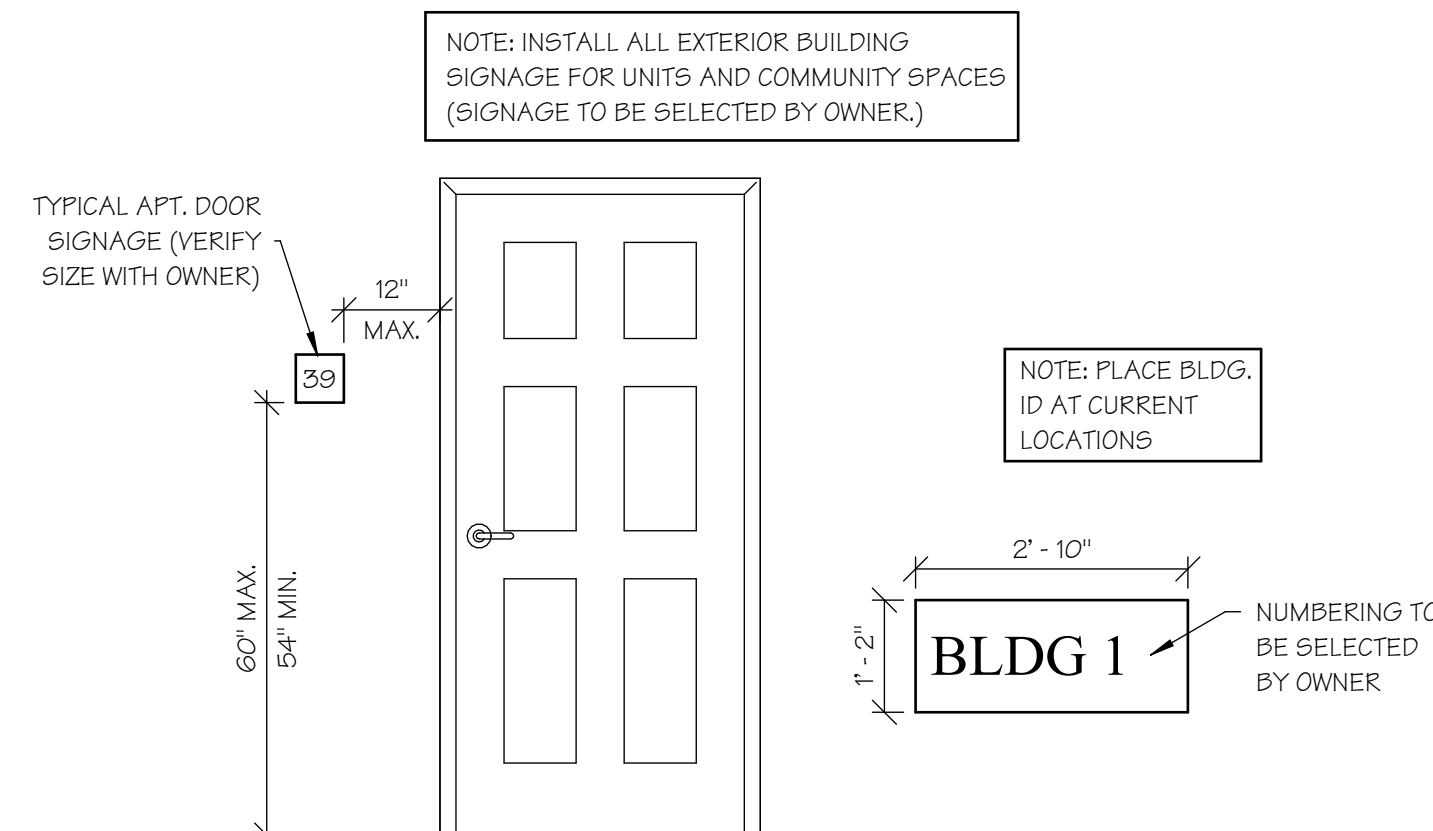 NOTE: INSTALL ALL EXTERIOR BUILDING
SIGNAGE FOR UNITS AND COMMUNITY SPACES
(SIGNAGE TO BE SELECTED BY OWNER.)
TYPICAL APT. DOOR
SIGNAGE (VERIFY
SIZE WITH OWNER)
12"
MAX.
39
60" MAX.
54" MIN.
NOTE: PLACE BLDG.
ID AT CURRENT
LOCATIONS
2' - 10"
1' - 2"
BLDG 1
NUMBERING TO
BE SELECTED
BY OWNER